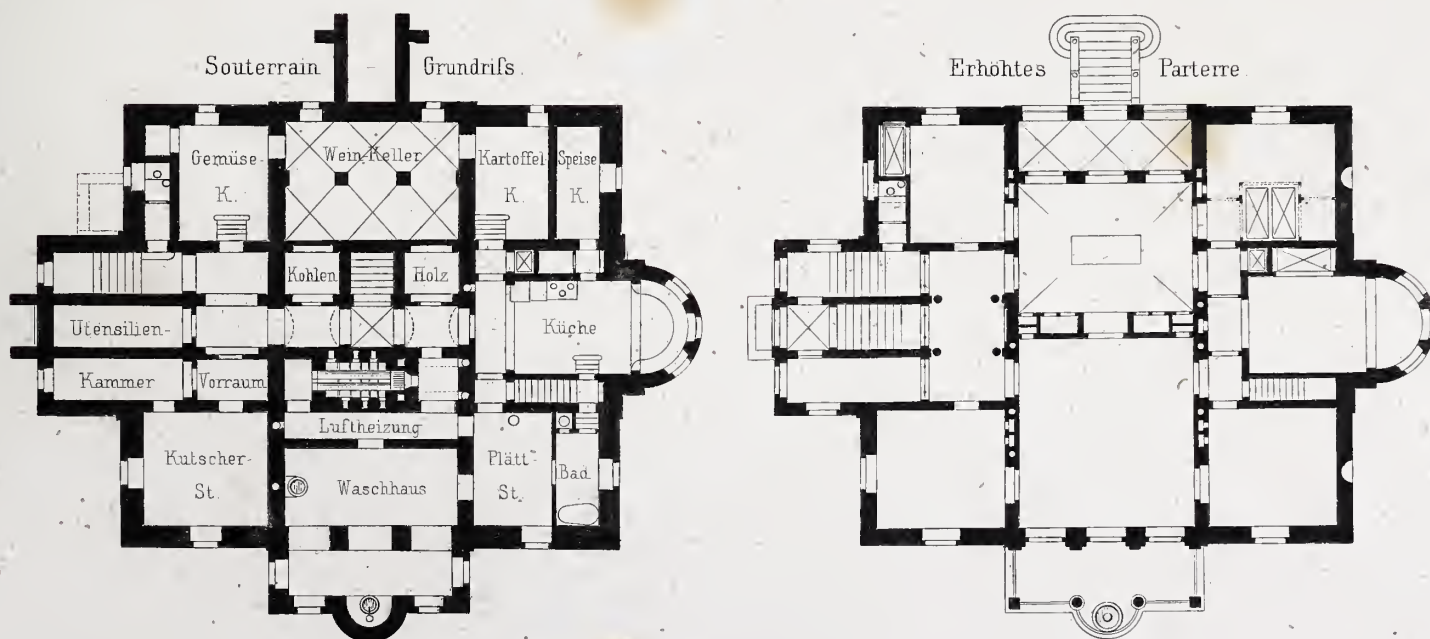 Souterrain Grundriſs.
Gemüse-
K.
Wein-Keller
Kartoffel
K.
Speise
K.
Kohlen
Holz
Utensilien-
Küche
Kammer
Vorraum
Luftheizung
Kutscher-
St.
Waschhaus
Plätt-
St.
Bad
Erhöhtes Parterre.